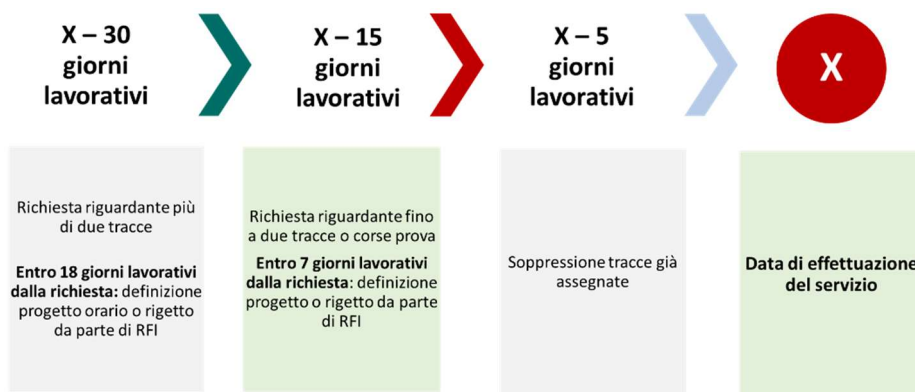 X – 30
giorni
lavorativi
X – 15
giorni
lavorativi
X – 5
giorni
lavorativi
X
Richiesta riguardante più
di due tracce
Entro 18 giorni lavorativi
dalla richiesta: definizione
progetto orario o rigetto
da parte di RFI
Richiesta riguardante fino
a due tracce o corse prova
Entro 7 giorni lavorativi
dalla richiesta: definizione
progetto o rigetto da parte
di RFI
Soppressione tracce già
assegnate
Data di effettuazione
del servizio